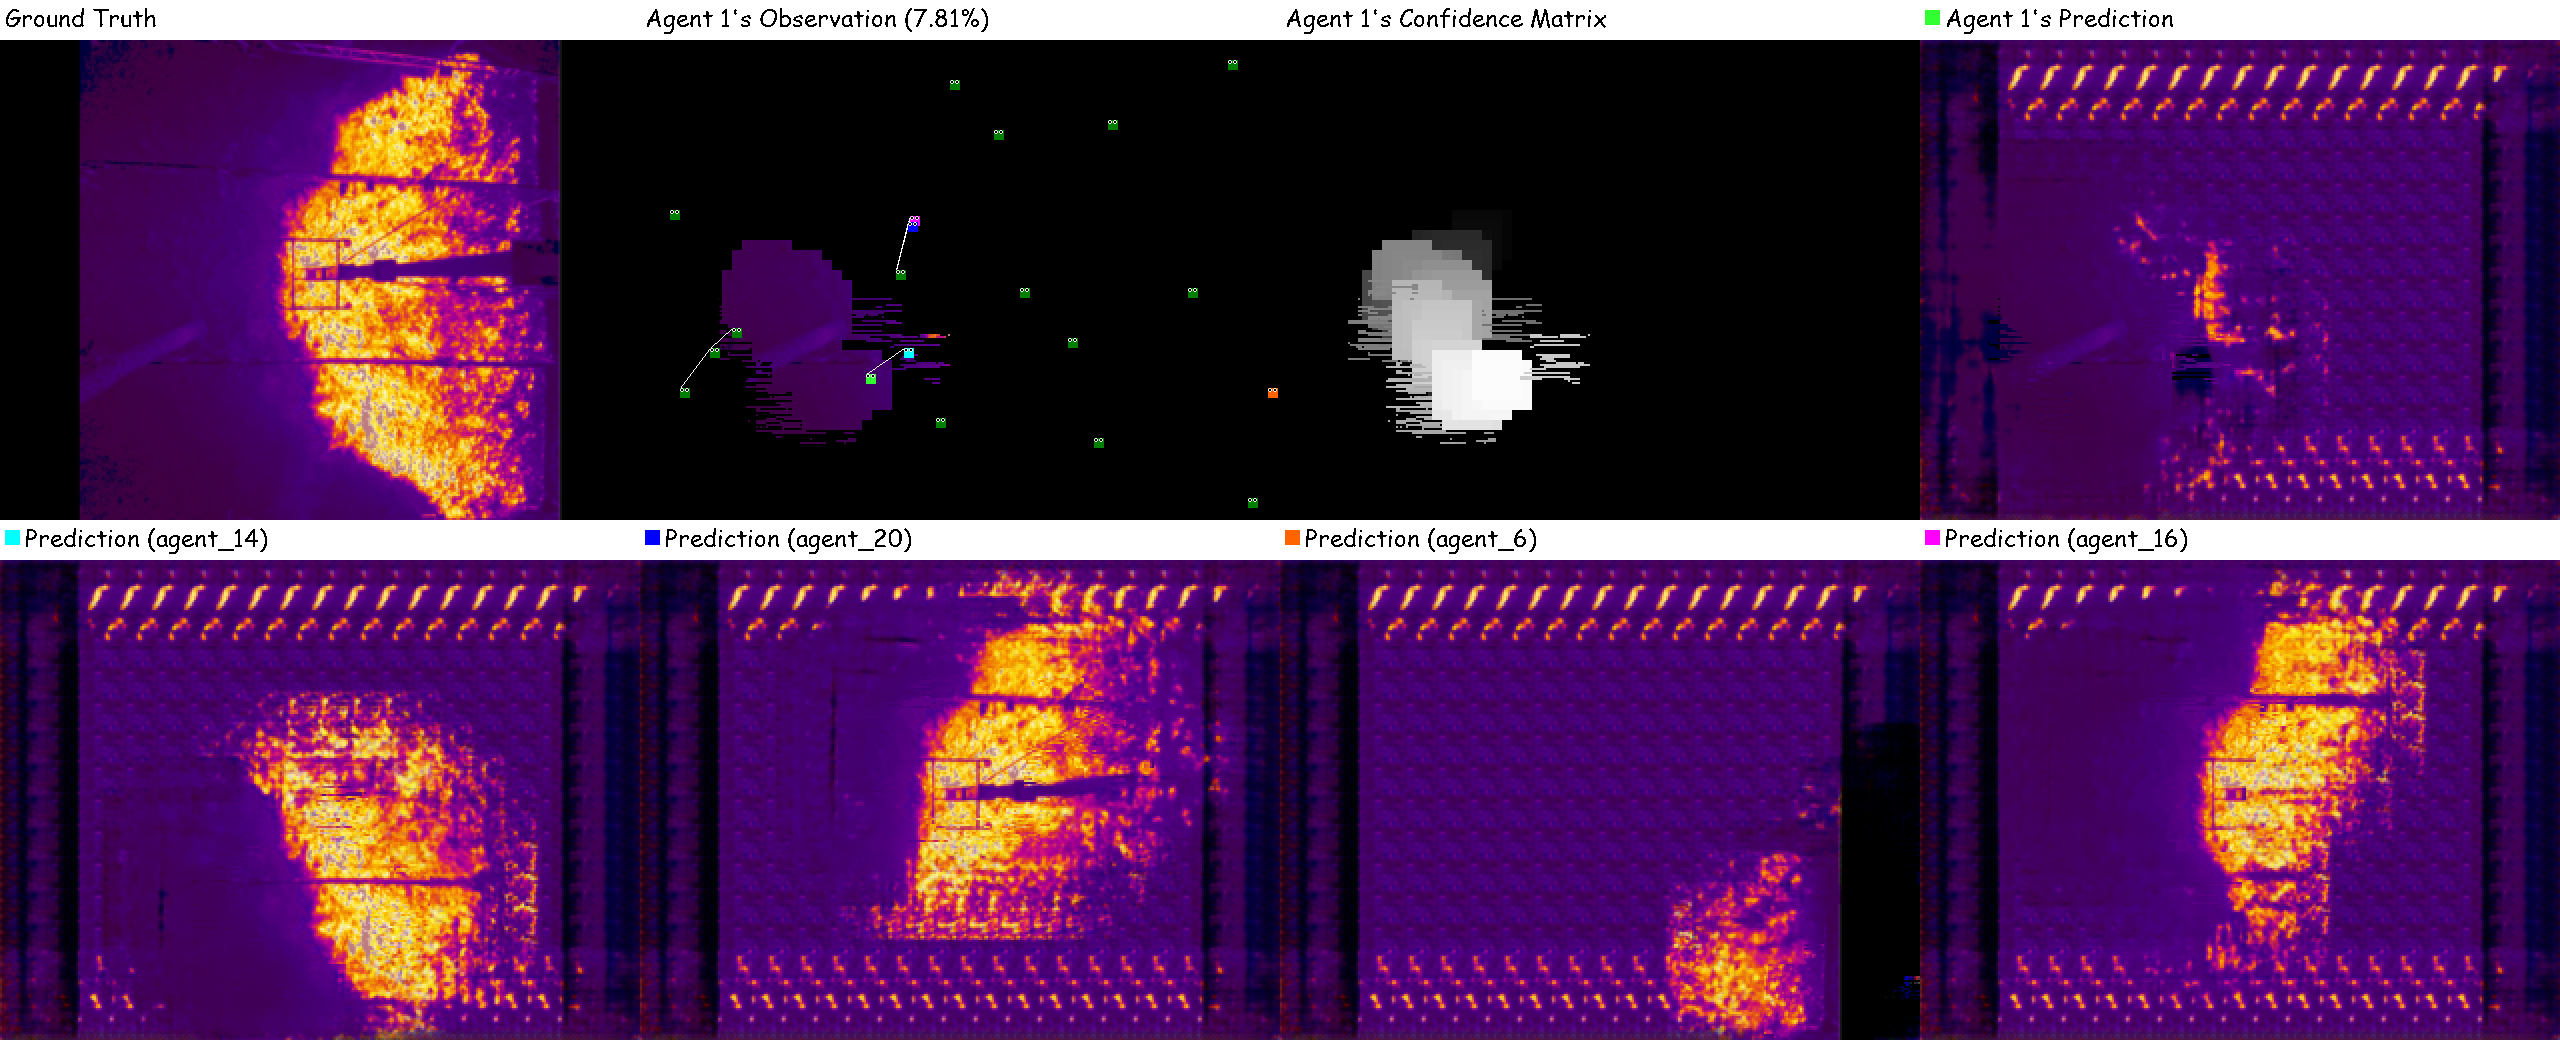 Ground Truth
Agent 1's Observation (7.81%)
Agent 1's Confidence Matrix
Agent 1's Prediction
Prediction (agent_14)
Prediction (agent_20)
Prediction (agent_6)
Prediction (agent_16)